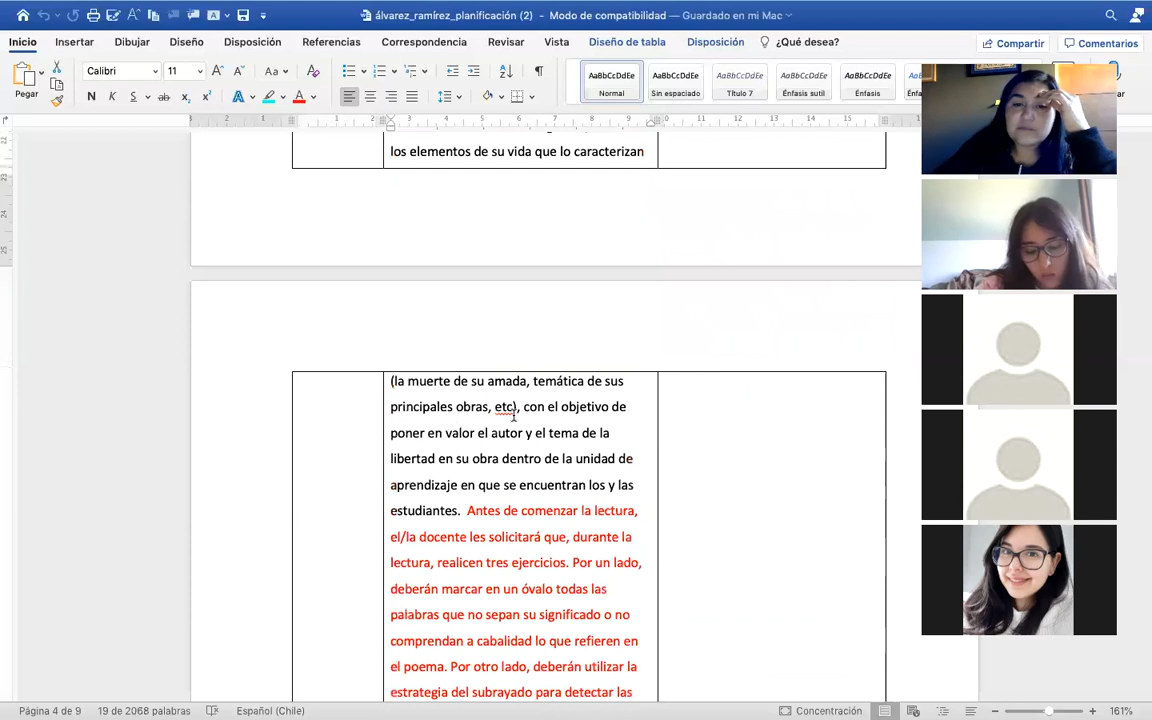 álvarez_ramírez_planificación (2) - Modo de compatibilidad — Guardado en mi Mac
Inicio Insertar Dibujar Diseño Disposición Referencias Correspondencia Revisar Vista Diseño de tabla Disposición ¿Qué desea? Compartir Comentarios
Pegar Calibri 11
N K S ab x₂ x²
AaBbCcDdEe AaBbCcDdEe AaBbCcDdEe AaBbCcDdEe AaBbCcDdEe
Normal Sin espaciado Título 7 Énfasis sutil Énfasis
los elementos de su vida que lo caracterizan
(la muerte de su amada, temática de sus
principales obras, etc), con el objetivo de
poner en valor el autor y el tema de la
libertad en su obra dentro de la unidad de
aprendizaje en que se encuentran los y las
estudiantes. Antes de comenzar la lectura,
el/la docente les solicitará que, durante la
lectura, realicen tres ejercicios. Por un lado,
deberán marcar en un óvalo todas las
palabras que no sepan su significado o no
comprendan a cabalidad lo que refieren en
el poema. Por otro lado, deberán utilizar la
estrategia del subrayado para detectar las
Página 4 de 9 19 de 2068 palabras Español (Chile) Concentración 161%